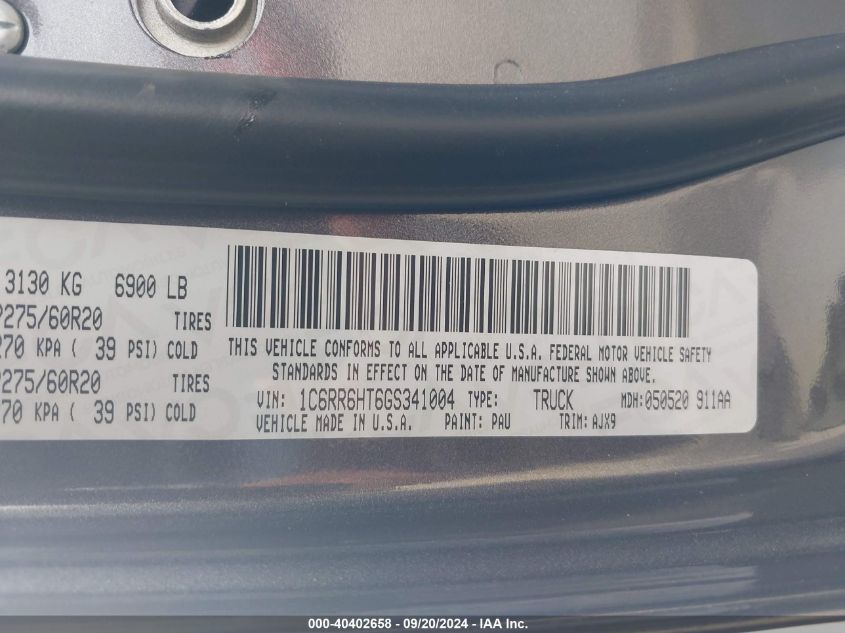 3130 KG 6900 LB
P275/60R20 TIRES
270 KPA ( 39 PSI) COLD
P275/60R20 TIRES
270 KPA ( 39 PSI) COLD
THIS VEHICLE CONFORMS TO ALL APPLICABLE U.S.A. FEDERAL MOTOR VEHICLE SAFETY
STANDARDS IN EFFECT ON THE DATE OF MANUFACTURE SHOWN ABOVE.
VIN: 1C6RR6HT6GS341004 TYPE: TRUCK MDH:050520 911AA
VEHICLE MADE IN U.S.A. PAINT: PAU TRIM: AJX9
000-40402658 - 09/20/2024 - IAA Inc.